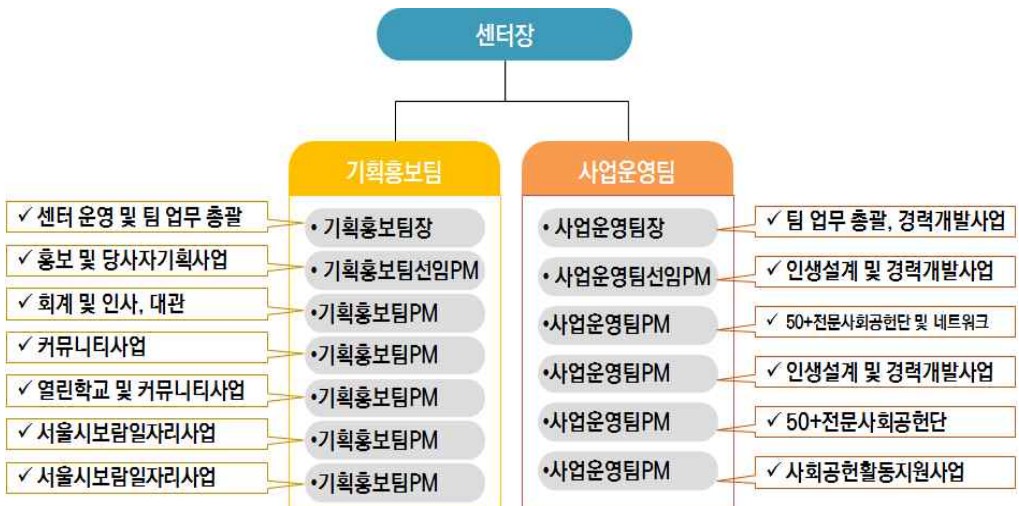 센터장
기획홍보팀
사업운영팀
✓ 센터 운영 및 팀 업무 총괄
• 기획홍보팀장
• 사업운영팀장
✓ 팀 업무 총괄, 경력개발사업
✓ 홍보 및 당사자기획사업
• 기획홍보팀선임PM
• 사업운영팀선임PM
✓ 인생설계 및 경력개발사업
✓ 회계 및 인사, 대관
•기획홍보팀PM
•사업운영팀PM
✓ 50+전문사회공헌단 및 네트워크
✓ 커뮤니티사업
•기획홍보팀PM
•사업운영팀PM
✓ 인생설계 및 경력개발사업
✓ 열린학교 및 커뮤니티사업
•기획홍보팀PM
•사업운영팀PM
✓ 50+전문사회공헌단
✓ 서울시보람일자리사업
•기획홍보팀PM
•사업운영팀PM
✓ 사회공헌활동지원사업
✓ 서울시보람일자리사업
•기획홍보팀PM